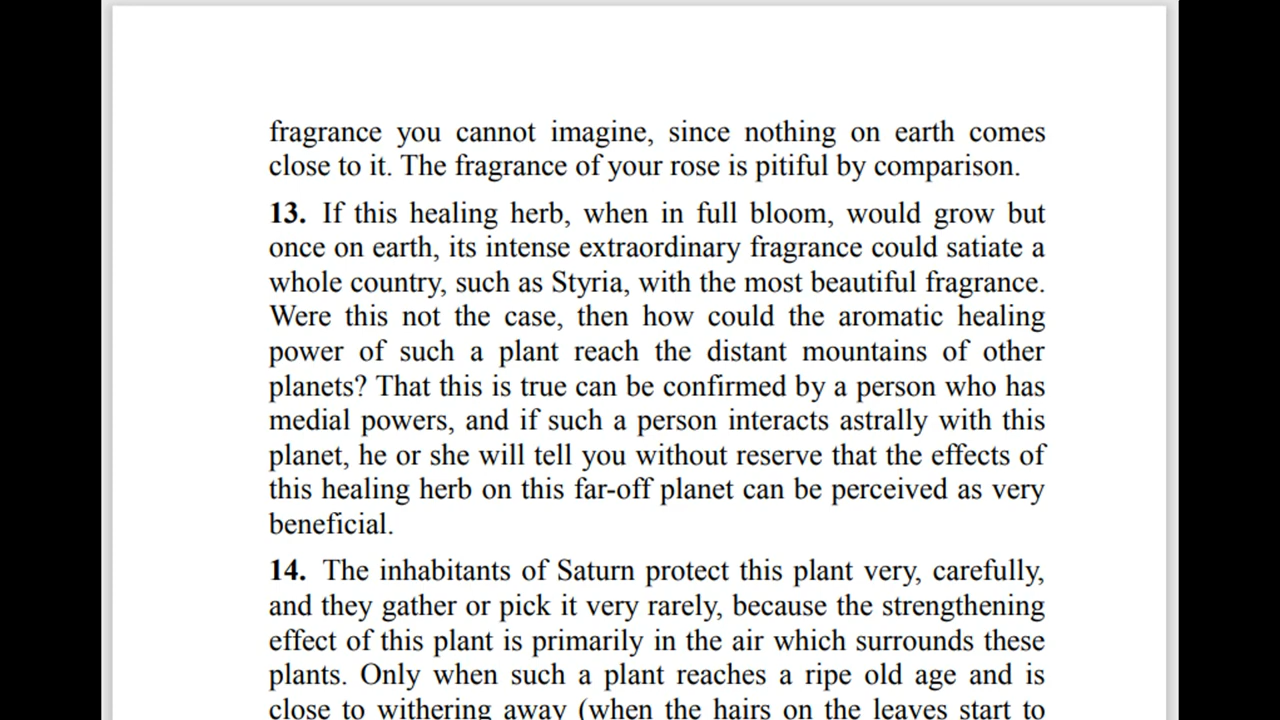 fragrance you cannot imagine, since nothing on earth comes
close to it. The fragrance of your rose is pitiful by comparison.
13. If this healing herb, when in full bloom, would grow but
once on earth, its intense extraordinary fragrance could satiate a
whole country, such as Styria, with the most beautiful fragrance.
Were this not the case, then how could the aromatic healing
power of such a plant reach the distant mountains of other
planets? That this is true can be confirmed by a person who has
medial powers, and if such a person interacts astrally with this
planet, he or she will tell you without reserve that the effects of
this healing herb on this far-off planet can be perceived as very
beneficial.
14. The inhabitants of Saturn protect this plant very, carefully,
and they gather or pick it very rarely, because the strengthening
effect of this plant is primarily in the air which surrounds these
plants. Only when such a plant reaches a ripe old age and is
close to withering away (when the hairs on the leaves start to